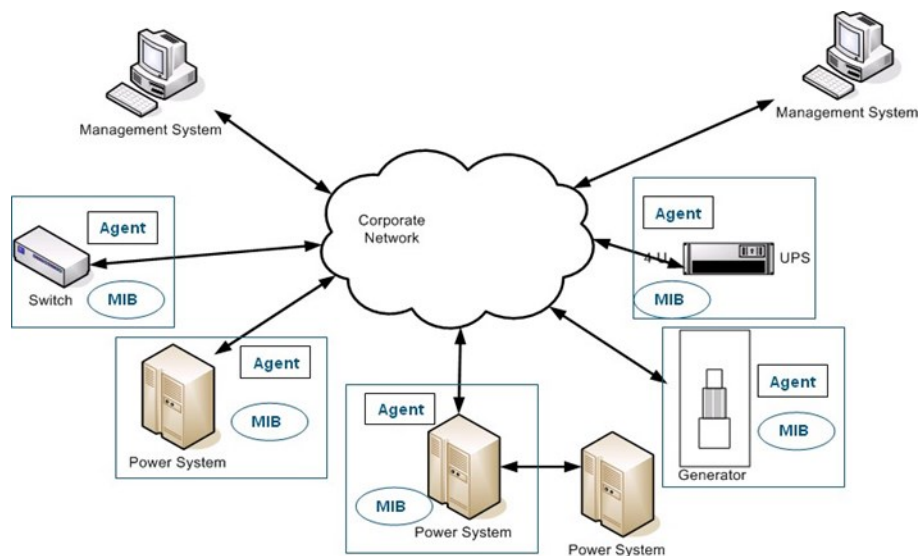 Management System
Management System
Corporate
Network
Agent
Switch
MIB
Agent
4 U
UPS
MIB
Agent
MIB
Power System
Agent
MIB
Power System
Power System
Agent
MIB
Generator